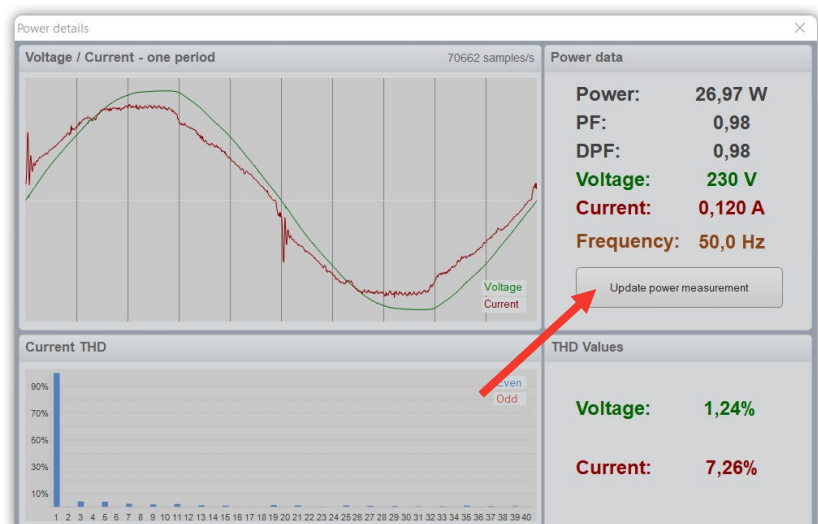 Power details
Voltage / Current - one period 70662 samples/s
Voltage
Current
Power data
Power: 26,97 W
PF: 0,98
DPF: 0,98
Voltage: 230 V
Current: 0,120 A
Frequency: 50,0 Hz
Update power measurement
Current THD
Even
Odd
90%
70%
50%
30%
10%
1 2 3 4 5 6 7 8 9 10 11 12 13 14 15 16 17 18 19 20 21 22 23 24 25 26 27 28 29 30 31 32 33 34 35 36 37 38 39 40
THD Values
Voltage: 1,24%
Current: 7,26%